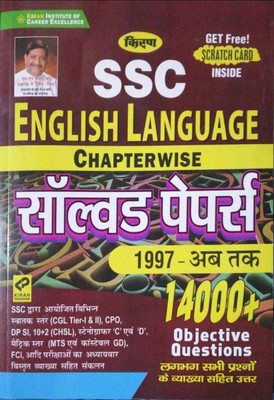 KIRAN INSTITUTE OF
CAREER EXCELLENCE
किरण
GET Free!
SCRATCH CARD
INSIDE
SSC
ENGLISH LANGUAGE
CHAPTERWISE
सॉल्वड पेपर्स
1997 - अब तक
14000+
Objective
Questions
लगभग सभी प्रश्नों
के व्याख्या सहित उत्तर
SSC द्वारा आयोजित विभिन्न
स्नातक स्तर (CGL Tier-I & II), CPO,
DP SI, 10+2 (CHSL), स्टेनोग्राफर 'C' एवं 'D',
मैट्रिक स्तर (MTS एवं कांस्टेबल GD),
FCI, आदि परीक्षाओं का अध्यायवार
विस्तृत व्याख्या सहित संकलन
KIRAN